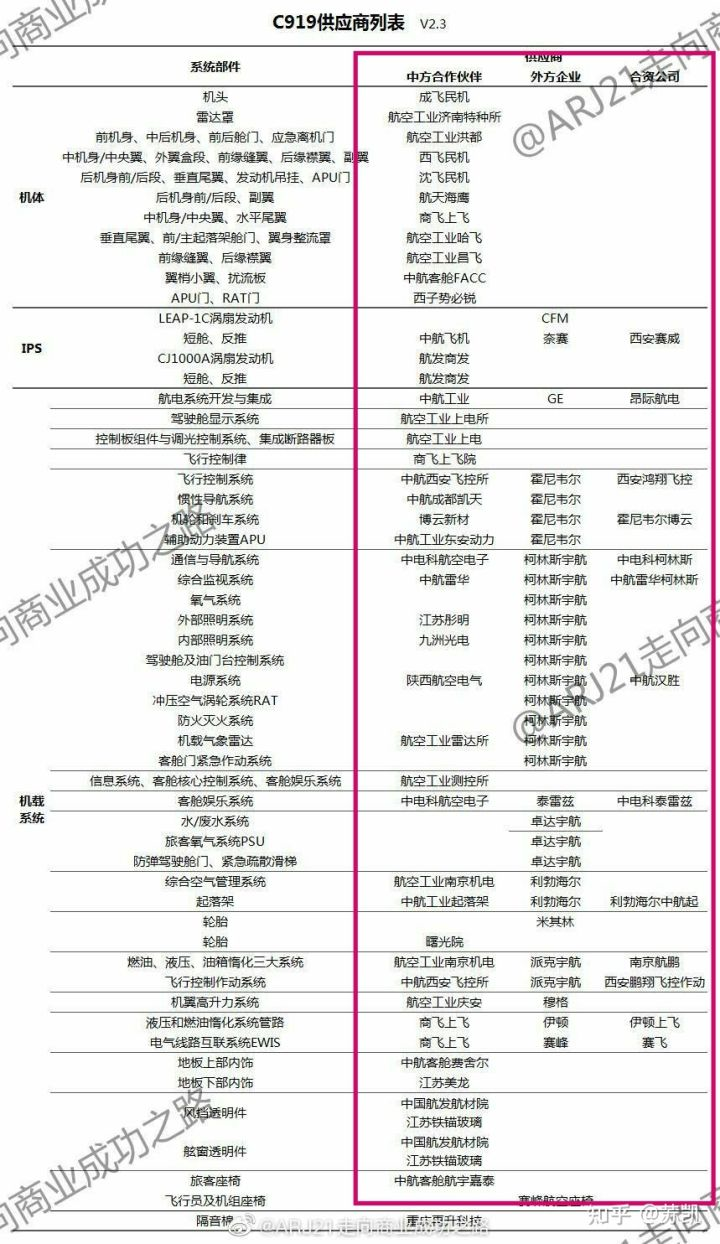 C919供应商列表 V2.3
系统部件 供应商
中方合作伙伴 外方企业 合资公司
机体
机头 成飞民机
雷达罩 航空工业济南特种所
前机身、中后机身、前后舱门、应急离机门 航空工业洪都
中机身/中央翼、外翼盒段、前缘缝翼、后缘襟翼、副翼 西飞民机
后机身前/后段、垂直尾翼、发动机吊挂、APU门 沈飞民机
后机身前/后段、副翼 航天海鹰
中机身/中央翼、水平尾翼 商飞上飞
垂直尾翼、前/主起落架舱门、翼身整流罩 航空工业哈飞
前缘缝翼、后缘襟翼 航空工业昌飞
翼梢小翼、扰流板 中航客舱FACC
APU门、RAT门 西子势必锐
IPS
LEAP-1C涡扇发动机 CFM
短舱、反推 中航飞机 奈赛 西安赛威
CJ1000A涡扇发动机 航发商发
短舱、反推 航发商发
机载系统
航电系统开发与集成 中航工业 GE 昂际航电
驾驶舱显示系统 航空工业上电所
控制板组件与调光控制系统、集成断路器板 航空工业上电
飞行控制律 商飞上飞院
飞行控制系统 中航西安飞控所 霍尼韦尔 西安鸿翔飞控
惯性导航系统 中航成都凯天 霍尼韦尔
机轮和刹车系统 博云新材 霍尼韦尔 霍尼韦尔博云
辅助动力装置APU 中航工业东安动力 霍尼韦尔
通信与导航系统 中电科航空电子 柯林斯宇航 中电科柯林斯
综合监视系统 中航雷华 柯林斯宇航 中航雷华柯林斯
氧气系统 柯林斯宇航
外部照明系统 江苏彤明 柯林斯宇航
内部照明系统 九洲光电 柯林斯宇航
驾驶舱及油门台控制系统 柯林斯宇航
电源系统 陕西航空电气 柯林斯宇航 中航汉胜
冲压空气涡轮系统RAT 柯林斯宇航
防火灭火系统 柯林斯宇航
机载气象雷达 航空工业雷达所 柯林斯宇航
客舱门紧急作动系统 柯林斯宇航
信息系统、客舱核心控制系统、客舱娱乐系统 航空工业测控所
客舱娱乐系统 中电科航空电子 泰雷兹 中电科泰雷兹
水/废水系统 卓达宇航
旅客氧气系统PSU 卓达宇航
防弹驾驶舱门、紧急疏散滑梯 卓达宇航
综合空气管理系统 航空工业南京机电 利勃海尔
起落架 中航工业起落架 利勃海尔 利勃海尔中航起
轮胎 米其林
轮胎 曙光院
燃油、液压、油箱惰化三大系统 航空工业南京机电 派克宇航 南京航鹏
飞行控制作动系统 中航西安飞控所 派克宇航 西安鹏翔飞控作动
机翼高升力系统 航空工业庆安 穆格
液压和燃油惰化系统管路 商飞上飞 伊顿 伊顿上飞
电气线路互联系统EWIS 商飞上飞 赛峰 赛飞
地板上部内饰 中航客舱费舍尔
地板下部内饰 江苏美龙
风挡透明件 中国航发航材院
江苏铁锚玻璃
舷窗透明件 中国航发航材院
江苏铁锚玻璃
旅客座椅 中航客舱航宇嘉泰
飞行员及机组座椅 赛峰航空座椅
隔音棉 重庆再升科技
@ARJ21走向商业成功之路
知乎 @苏凯